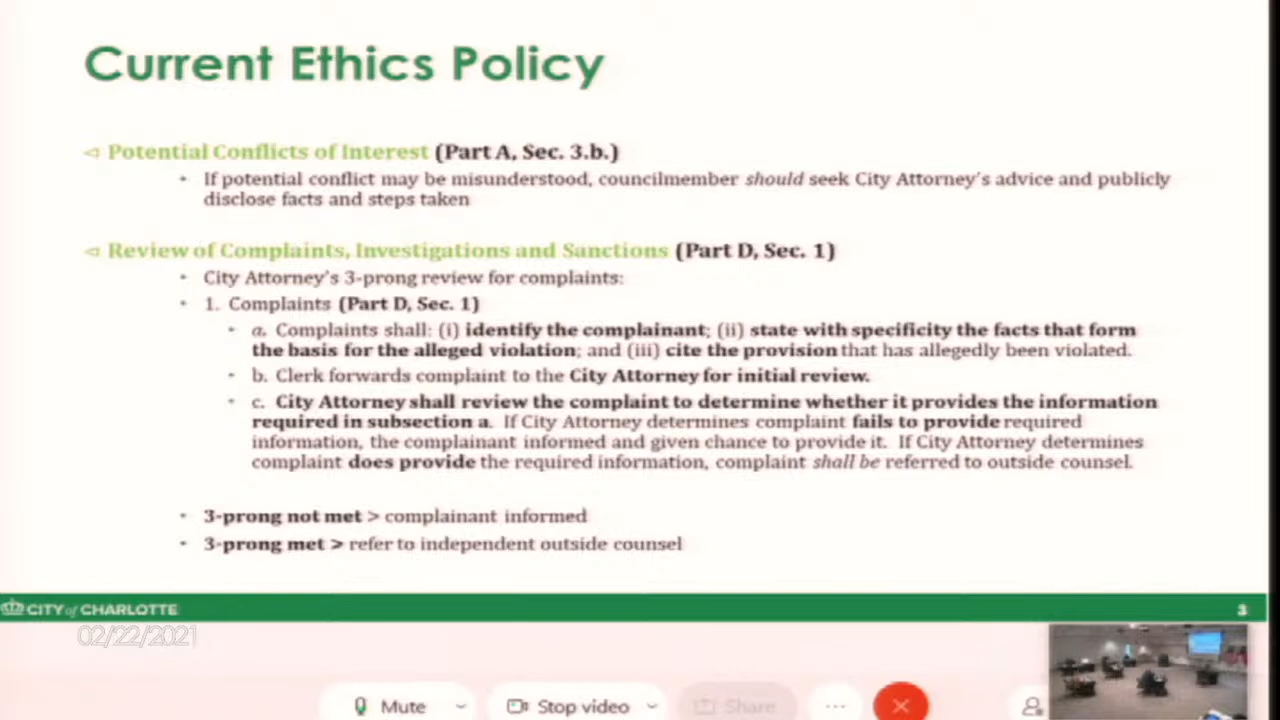 Current Ethics Policy
Potential Conflicts of Interest (Part A, Sec. 3.b.)
If potential conflict may be misunderstood, councilmember should seek City Attorney's advice and publicly
disclose facts and steps taken
Review of Complaints, Investigations and Sanctions (Part D, Sec. 1)
City Attorney's 3-prong review for complaints:
1. Complaints (Part D, Sec. 1)
a. Complaints shall: (i) identify the complainant; (ii) state with specificity the facts that form
the basis for the alleged violation; and (iii) cite the provision that has allegedly been violated.
b. Clerk forwards complaint to the City Attorney for initial review.
c. City Attorney shall review the complaint to determine whether it provides the information
required in subsection a. If City Attorney determines complaint fails to provide required
information, the complainant informed and given chance to provide it. If City Attorney determines
complaint does provide the required information, complaint shall be referred to outside counsel.
3-prong not met > complainant informed
3-prong met > refer to independent outside counsel
CITY of CHARLOTTE
3
02/22/2021
Mute
Stop video
Share